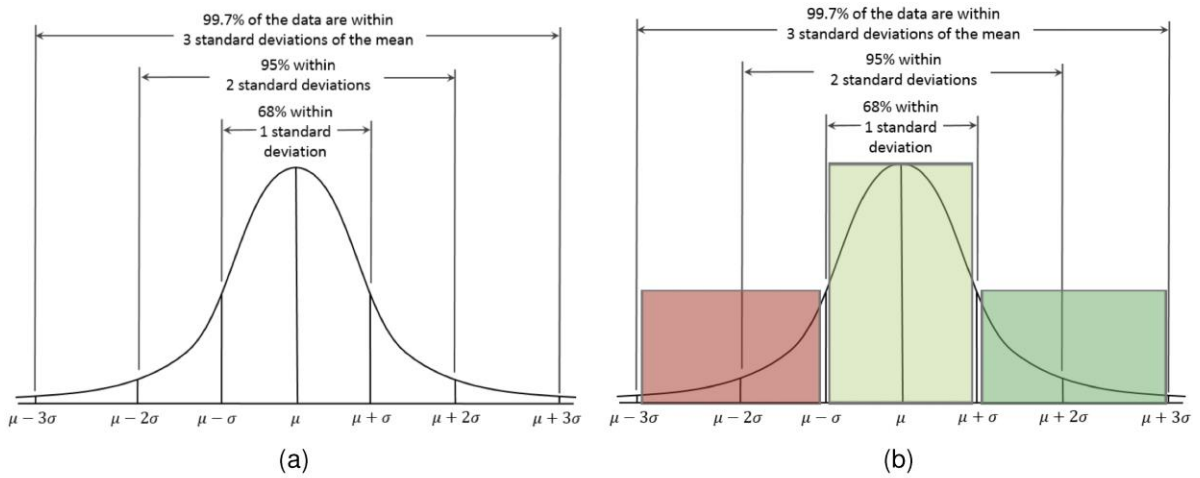 99.7% of the data are within
3 standard deviations of the mean
95% within
2 standard deviations
68% within
1 standard
deviation
μ − 3σ μ − 2σ μ − σ μ μ + σ μ + 2σ μ + 3σ
(a)
99.7% of the data are within
3 standard deviations of the mean
95% within
2 standard deviations
68% within
1 standard
deviation
μ − 3σ μ − 2σ μ − σ μ μ + σ μ + 2σ μ + 3σ
(b)